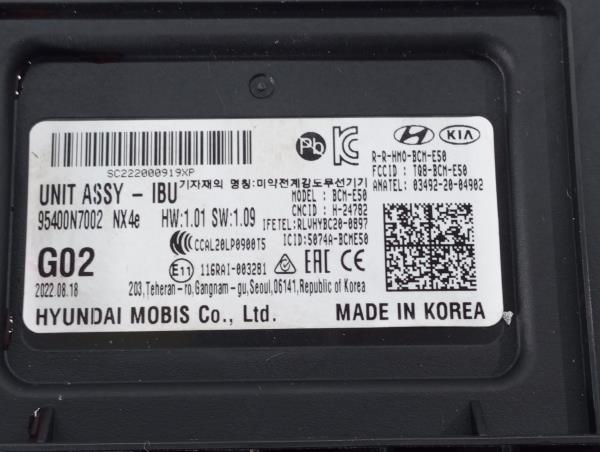 SC222000919XP
Pb
HYUNDAI KIA
R-R-HMO-BCM-E50
FCCID : TQ8-BCM-E50
ANATEL: 03492-20-04902
UNIT ASSY - IBU
기자재의 명칭:미약전계강도무선기기
MODEL : BCM-E50
95400N7002 NX4e HW:1.01 SW:1.09
CNCID : H-24782
IFETEL:RLVHYBC20-0897
CCC CCAL20LP0900T5
ICID:5074A-BCME50
G02
E11 116RAI-003281
EAC CE
2022.08.18
203,Teheran-ro,Gangnam-gu,Seoul,06141,Republic of Korea
HYUNDAI MOBIS Co., Ltd. MADE IN KOREA